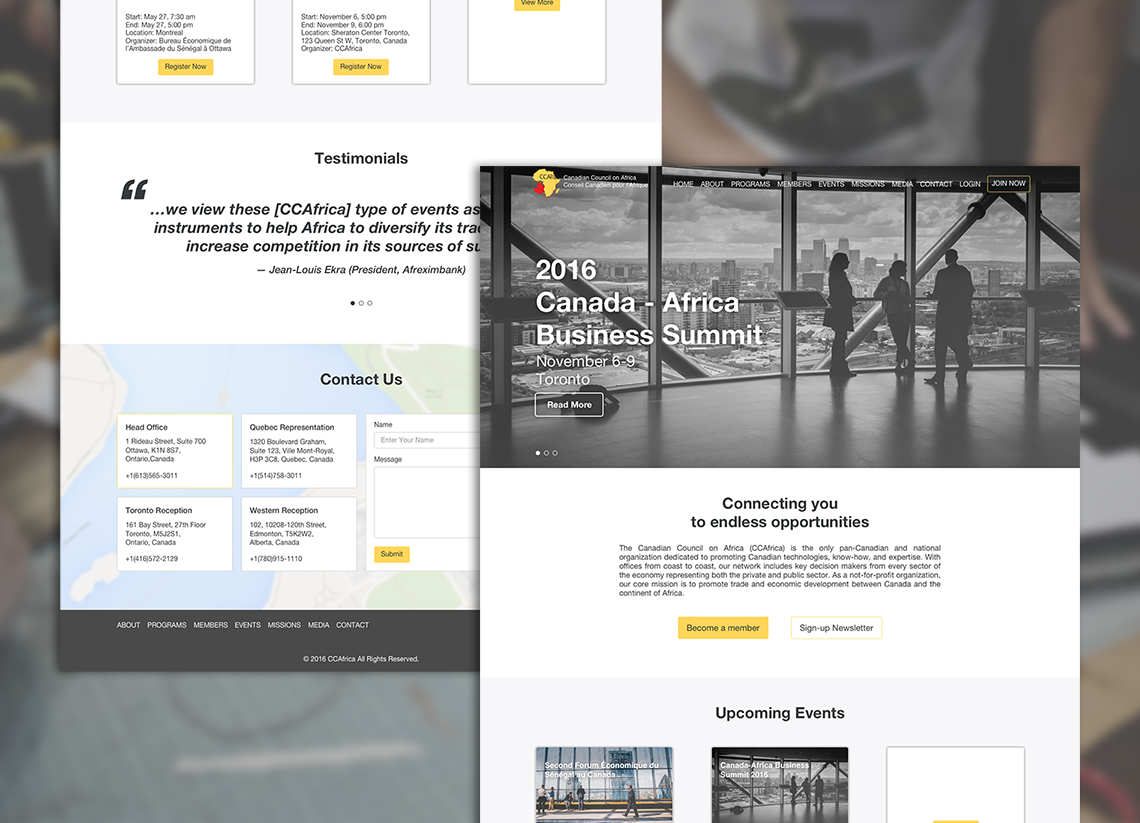 Start: May 27, 7:30 am
End: May 27, 5:00 pm
Location: Montreal
Organizer: Bureau Économique de
l'Ambassade du Sénégal à Ottawa
Register Now
Start: November 6, 5:00 pm
End: November 9, 6:00 pm
Location: Sheraton Center Toronto,
123 Queen St W, Toronto, Canada
Organizer: CCAfrica
Register Now
View More
Testimonials
“
...we view these [CCAfrica] type of events as
instruments to help Africa to diversify its
increase competition in its sources of
— Jean-Louis Ekra (President, Afreximbank)
Contact Us
Head Office
1 Rideau Street, Suite 700
Ottawa, K1N 8S7,
Ontario,Canada
+1(613)565-3011
Quebec Representation
1320 Boulevard Graham,
Suite 123, Ville Mont-Royal,
H3P 3C8, Quebec, Canada
+1(514)758-3011
Toronto Reception
161 Bay Street, 27th Floor
Toronto, M5J2S1,
Ontario, Canada
+1(416)572-2129
Western Reception
102, 10208-120th Street,
Edmonton, T5K2W2,
Alberta, Canada
+1(780)915-1110
Name
Enter Your Name
Message
Submit
ABOUT PROGRAMS MEMBERS EVENTS MISSIONS MEDIA CONTACT
© 2016 CCAfrica All Rights Reserved.
Canadian Council on Africa
Conseil Canadien pour l'Afrique
HOME ABOUT PROGRAMS MEMBERS EVENTS MISSIONS MEDIA CONTACT LOGIN JOIN NOW
2016
Canada - Africa
Business Summit
November 6-9
Toronto
Read More
Connecting you
to endless opportunities
The Canadian Council on Africa (CCAfrica) is the only pan-Canadian and national
organization dedicated to promoting Canadian technologies, know-how, and expertise. With
offices from coast to coast, our network includes key decision makers from every sector of
the economy representing both the private and public sector. As a not-for-profit organization,
our core mission is to promote trade and economic development between Canada and the
continent of Africa.
Become a member
Sign-up Newsletter
Upcoming Events
Second Forum Économique du
Sénégal au Canada
Canada-Africa Business
Summit 2016